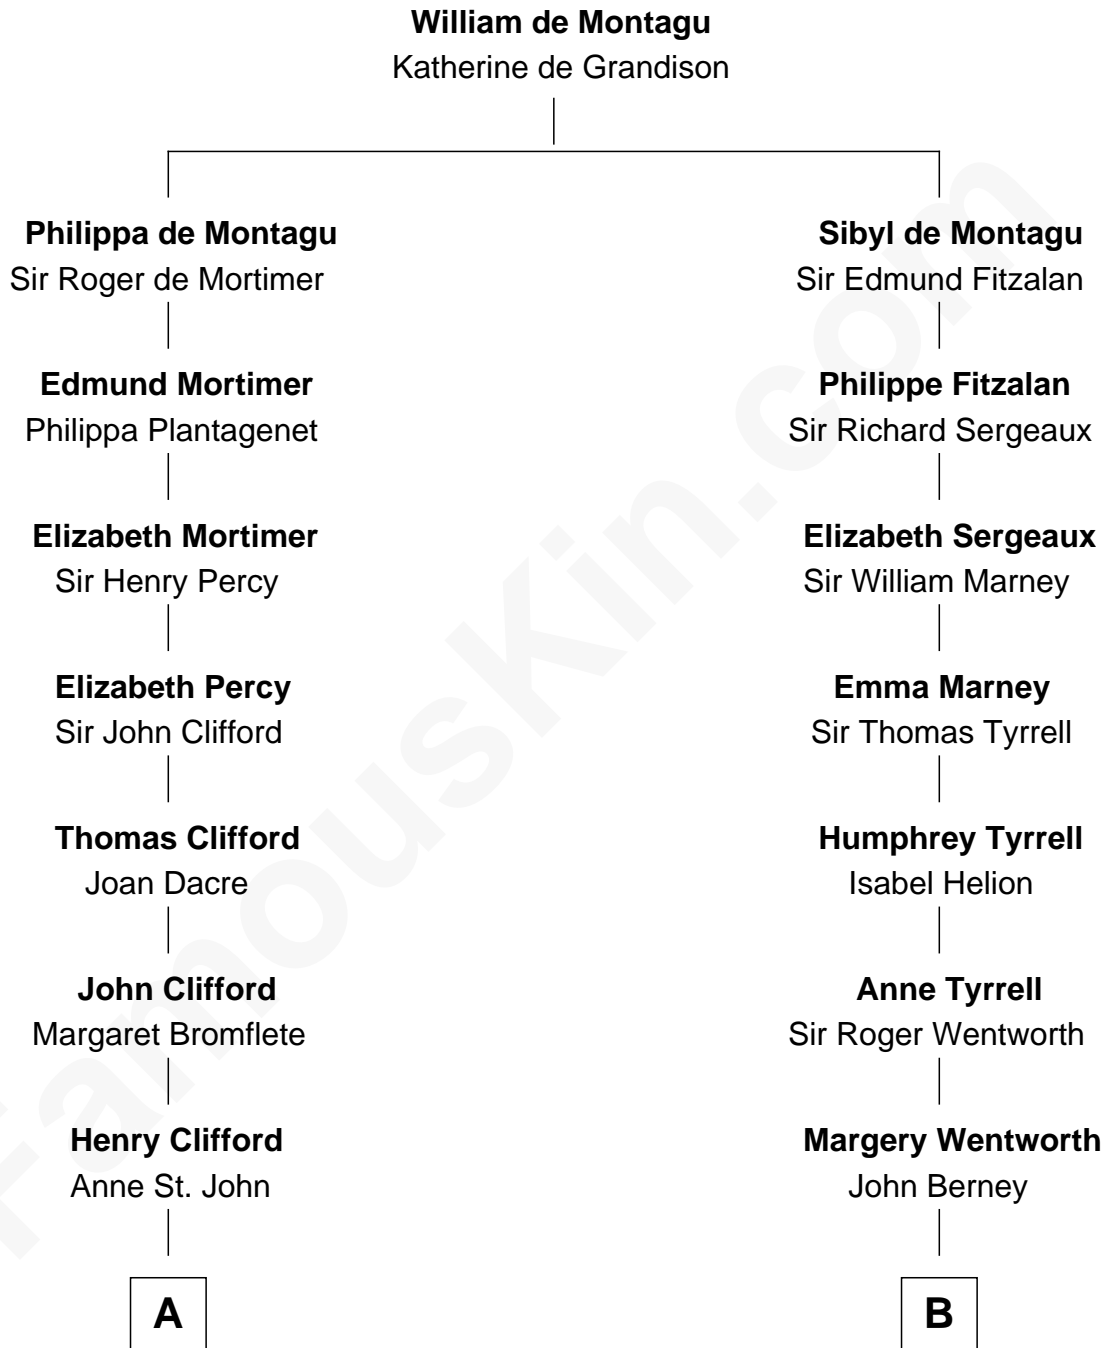 William de Montagu
Katherine de Grandison
Philippa de Montagu
Sir Roger de Mortimer
Sibyl de Montagu
Sir Edmund Fitzalan
Edmund Mortimer
Philippa Plantagenet
Philippe Fitzalan
Sir Richard Sergeaux
Elizabeth Mortimer
Sir Henry Percy
Elizabeth Sergeaux
Sir William Marney
Elizabeth Percy
Sir John Clifford
Emma Marney
Sir Thomas Tyrrell
Thomas Clifford
Joan Dacre
Humphrey Tyrrell
Isabel Helion
John Clifford
Margaret Bromflete
Anne Tyrrell
Sir Roger Wentworth
Henry Clifford
Anne St. John
Margery Wentworth
John Berney
A
B
FamousKin.com